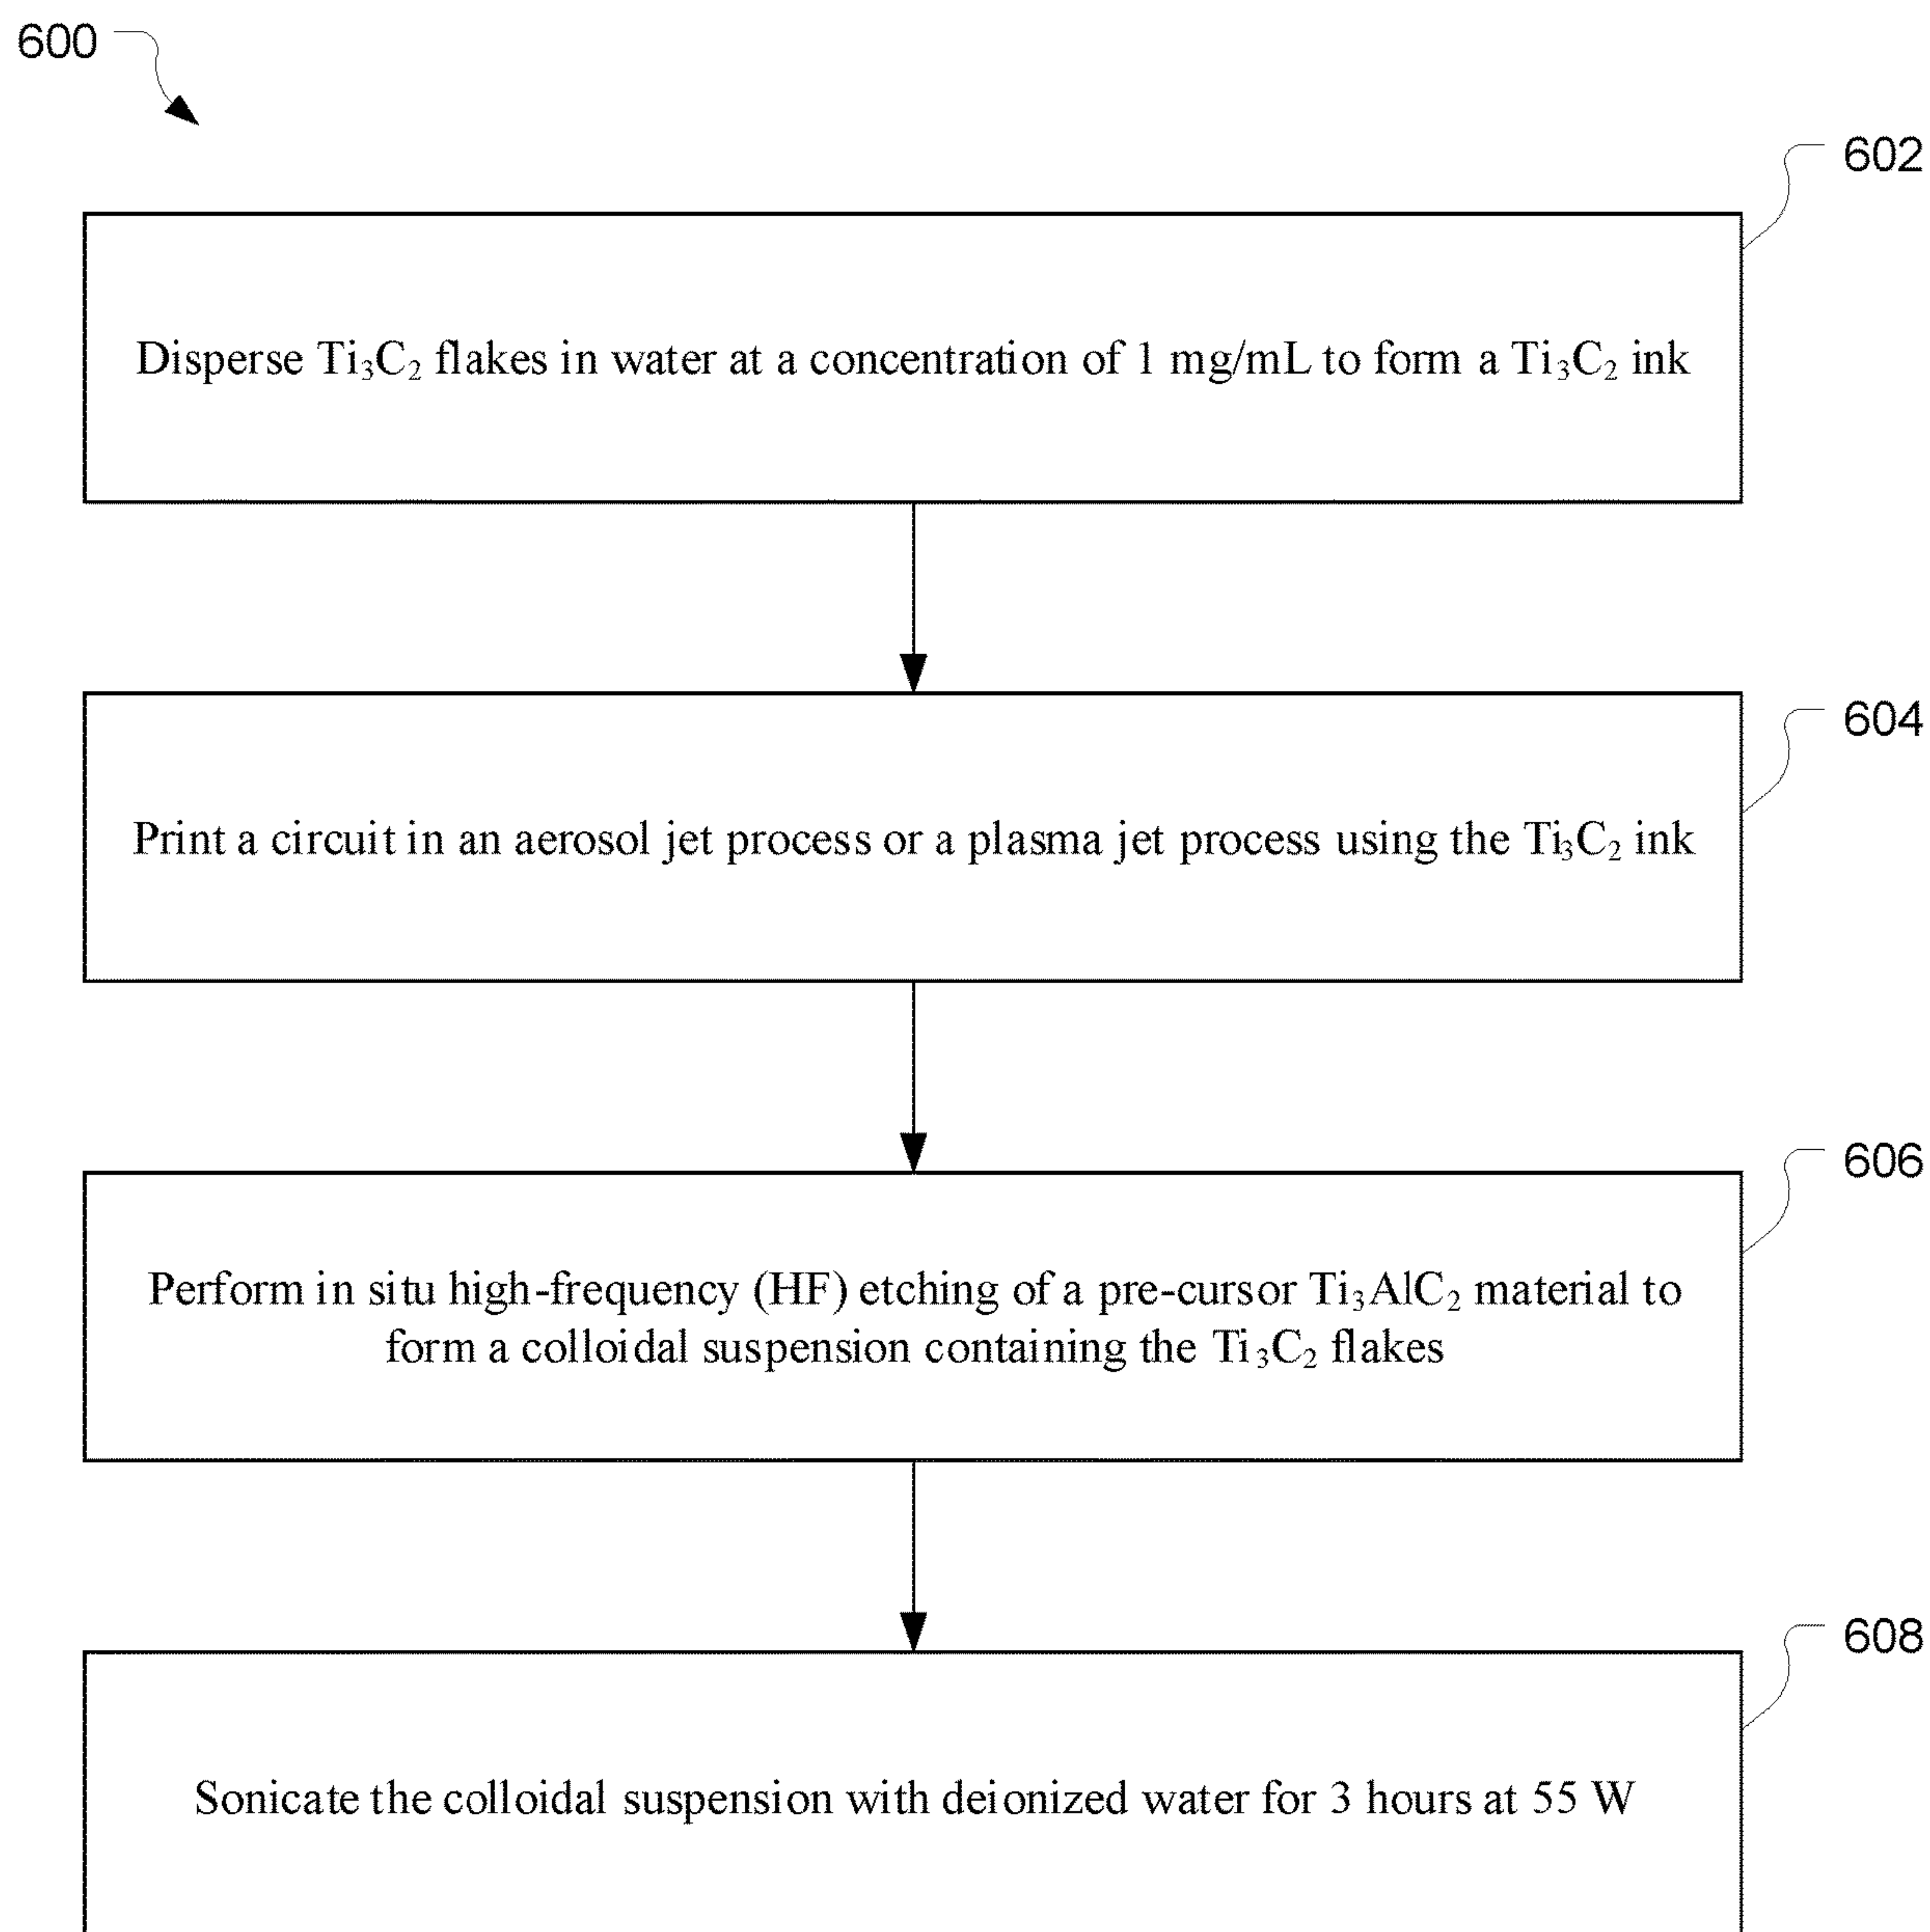 600
602
Disperse Ti₃C₂ flakes in water at a concentration of 1 mg/mL to form a Ti₃C₂ ink
604
Print a circuit in an aerosol jet process or a plasma jet process using the Ti₃C₂ ink
606
Perform in situ high-frequency (HF) etching of a pre-cursor Ti₃AlC₂ material to
form a colloidal suspension containing the Ti₃C₂ flakes
608
Sonicate the colloidal suspension with deionized water for 3 hours at 55 W